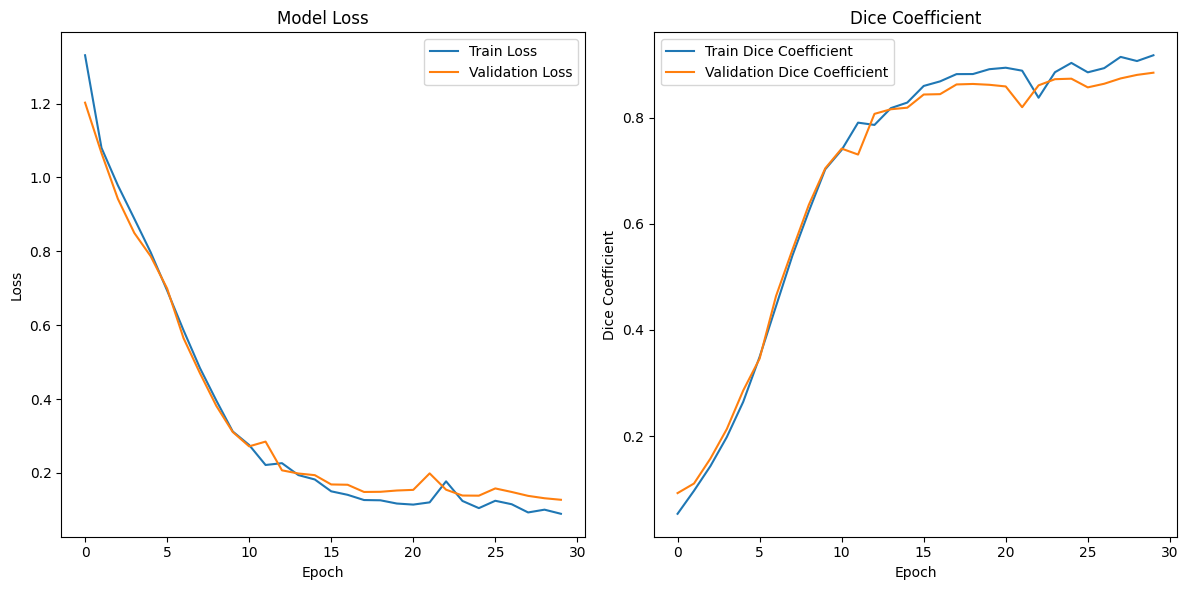 Model Loss
Train Loss
Validation Loss
1.2
1.0
0.8
0.6
0.4
0.2
Loss
0 5 10 15 20 25 30
Epoch
Dice Coefficient
Train Dice Coefficient
Validation Dice Coefficient
0.8
0.6
0.4
0.2
Dice Coefficient
0 5 10 15 20 25 30
Epoch